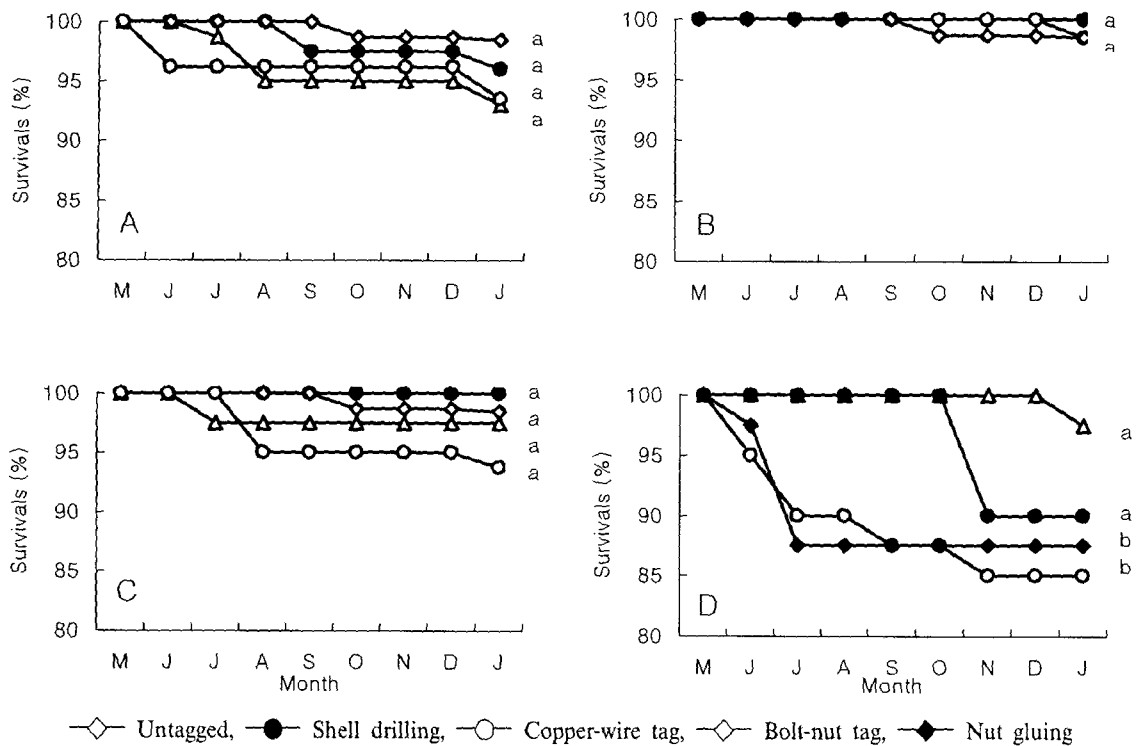 100
95
90
85
80
Survivals (%)
A
a
a
a
a
M J J A S O N D J
100
95
90
85
80
Survivals (%)
B
a
a
M J J A S O N D J
100
95
90
85
80
Survivals (%)
C
a
a
a
a
M J J A S O N D J
Month
100
95
90
85
80
Survivals (%)
D
a
a
b
b
M J J A S O N D J
Month
Untagged, Shell drilling, Copper-wire tag, Bolt-nut tag, Nut gluing